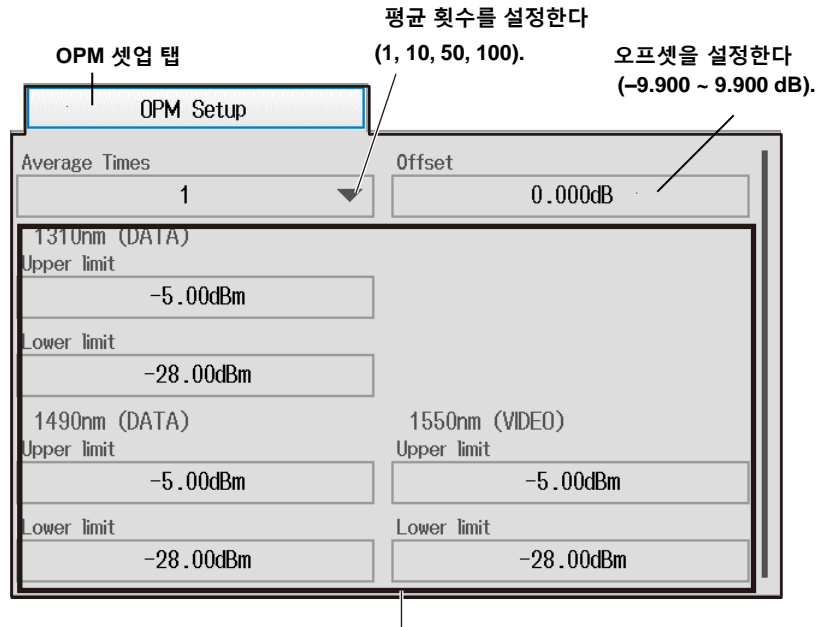 평균 횟수를 설정한다
(1, 10, 50, 100).
OPM 셋업 탭
오프셋을 설정한다
(–9.900 ~ 9.900 dB).
OPM Setup
Average Times
Offset
1
0.000dB
1310nm (DATA)
Upper limit
-5.00dBm
Lower limit
-28.00dBm
1490nm (DATA)
1550nm (VIDEO)
Upper limit
Upper limit
-5.00dBm
-5.00dBm
Lower limit
Lower limit
-28.00dBm
-28.00dBm